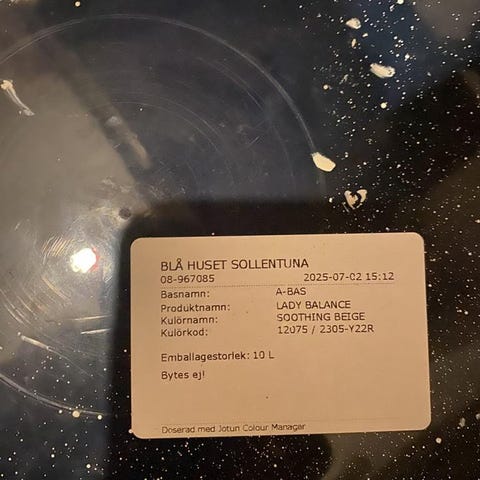 BLÅ HUSET SOLLENTUNA
08-967085 2025-07-02 15:12
Basnamn: A-BAS
Produktnamn: LADY BALANCE
Kulörnamn: SOOTHING BEIGE
Kulörkod: 12075 / 2305-Y22R
Emballagestorlek: 10 L
Bytes ej!
Doserad med Jotun Colour Manager